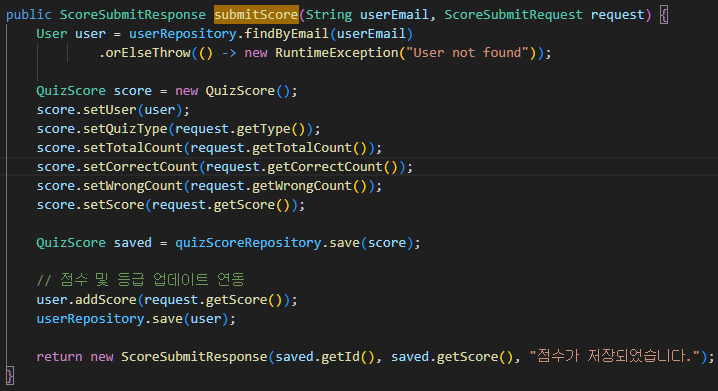 public ScoreSubmitResponse submitScore(String userEmail, ScoreSubmitRequest request) {
    User user = userRepository.findByEmail(userEmail)
            .orElseThrow(() -> new RuntimeException("User not found"));

    QuizScore score = new QuizScore();
    score.setUser(user);
    score.setQuizType(request.getType());
    score.setTotalCount(request.getTotalCount());
    score.setCorrectCount(request.getCorrectCount());
    score.setWrongCount(request.getWrongCount());
    score.setScore(request.getScore());

    QuizScore saved = quizScoreRepository.save(score);

    // 점수 및 등급 업데이트 연동
    user.addScore(request.getScore());
    userRepository.save(user);

    return new ScoreSubmitResponse(saved.getId(), saved.getScore(), "점수가 저장되었습니다.");
}